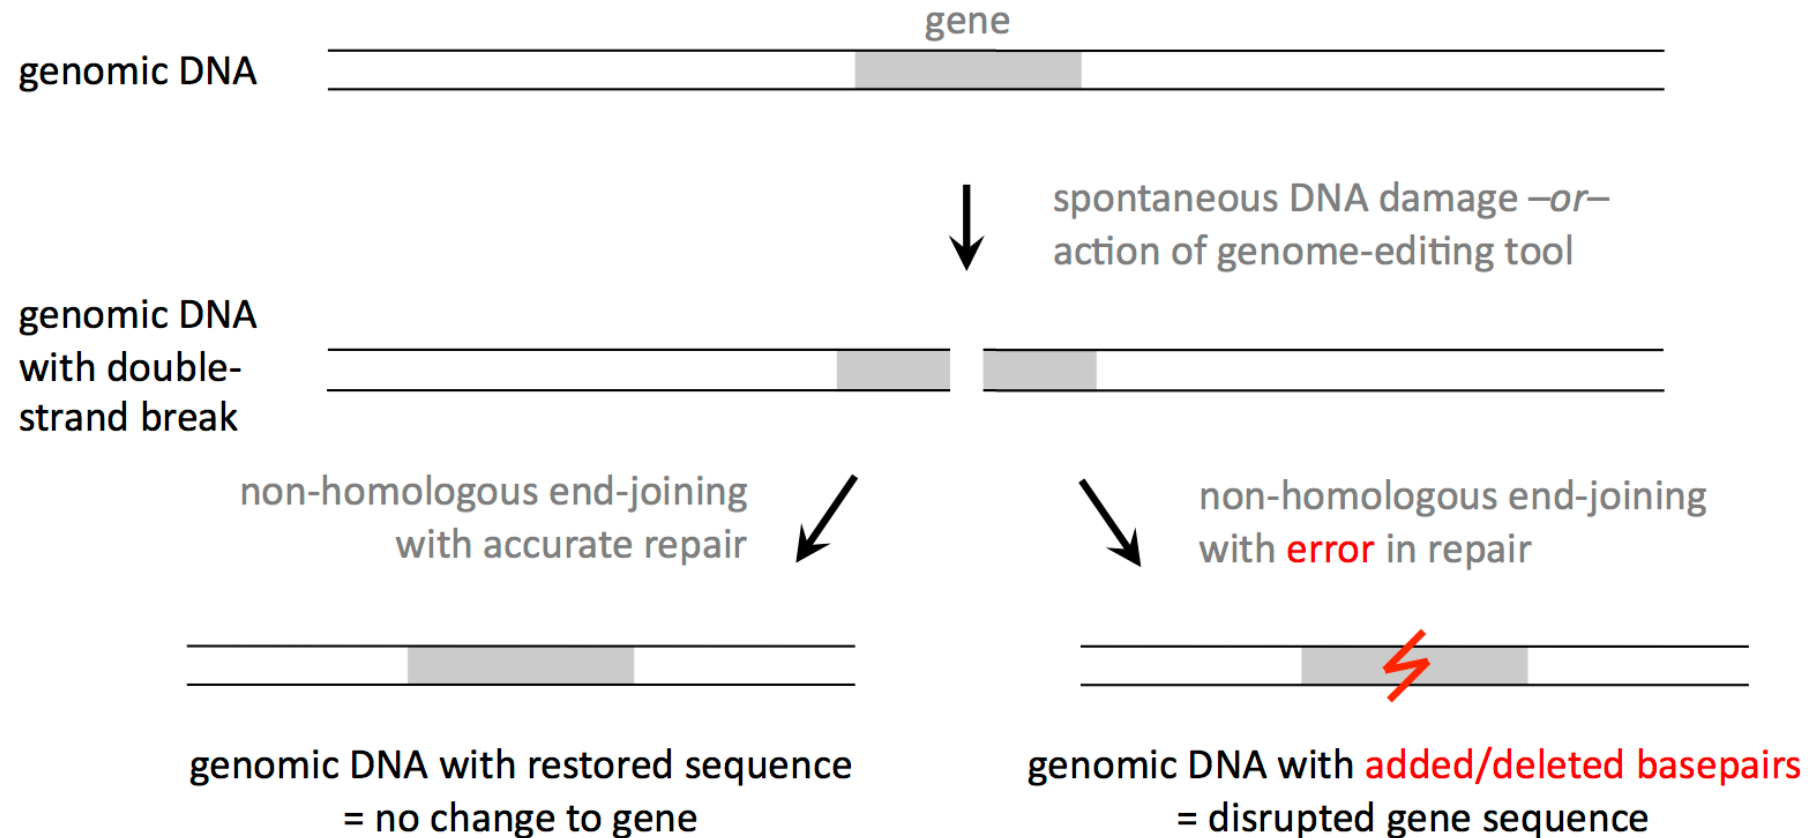 gene
genomic DNA
spontaneous DNA damage –or–
action of genome-editing tool
genomic DNA
with double-
strand break
non-homologous end-joining
with accurate repair
non-homologous end-joining
with error in repair
genomic DNA with restored sequence
= no change to gene
genomic DNA with added/deleted basepairs
= disrupted gene sequence